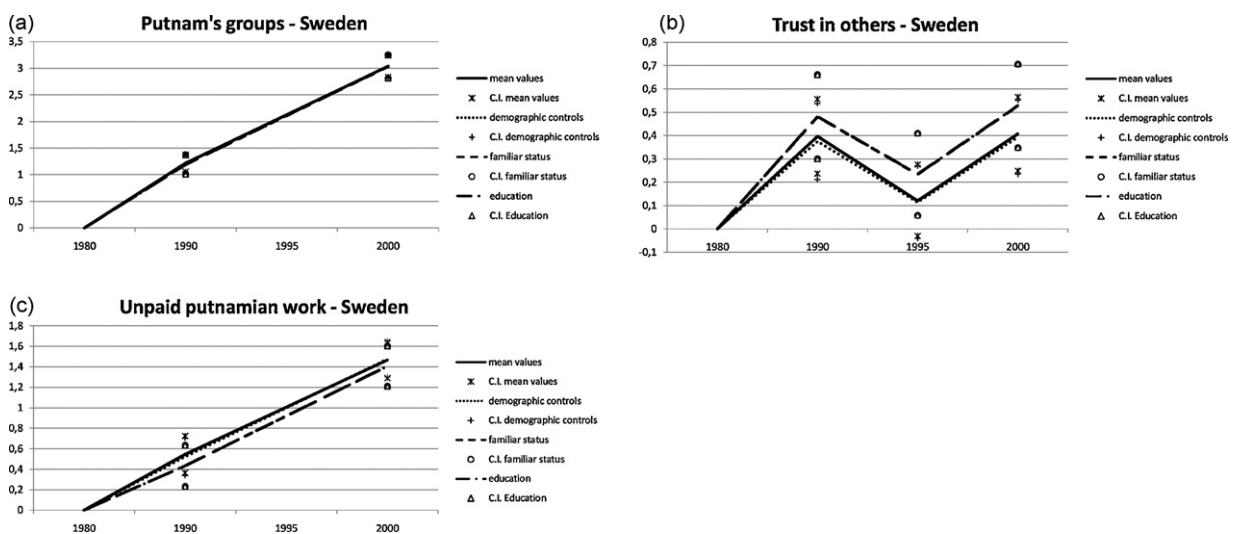 (a)
Putnam's groups - Sweden
3,5
3
2,5
2
1,5
1
0,5
0
1980 1990 1995 2000
mean values
C.I. mean values
demographic controls
C.I. demographic controls
familiar status
C.I. familiar status
education
C.I. Education
(b)
Trust in others - Sweden
0,8
0,7
0,6
0,5
0,4
0,3
0,2
0,1
0
-0,1
1980 1990 1995 2000
mean values
C.I. mean values
demographic controls
C.I. demographic controls
familiar status
C.I. familiar status
education
C.I. Education
(c)
Unpaid putnamian work - Sweden
1,8
1,6
1,4
1,2
1
0,8
0,6
0,4
0,2
0
1980 1990 1995 2000
mean values
C.I. mean values
demographic controls
C.I. demographic controls
familiar status
C.I. familiar status
education
C.I. Education